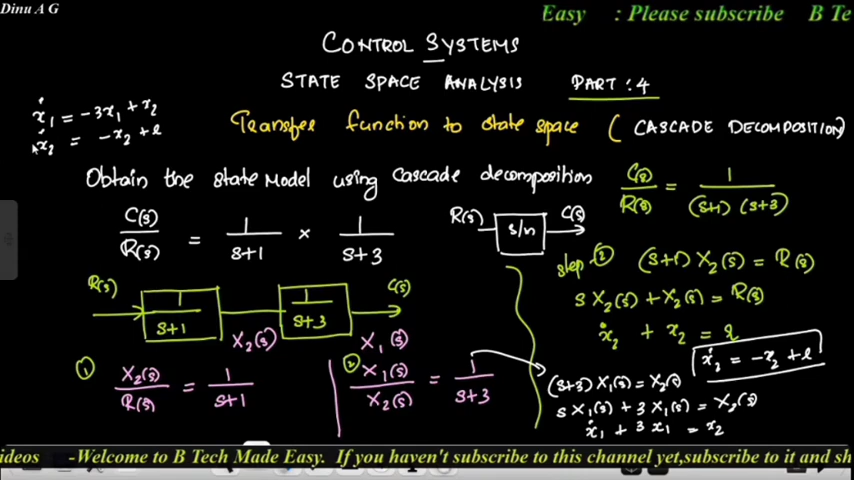 Dinu A G
Easy : Please subscribe B Te
CONTROL SYSTEMS
STATE SPACE ANALYSIS PART : 4
ẋ1 = -3x1 + x2
ẋ2 = -x2 + r
Transfer function to state space ( CASCADE DECOMPOSITION)
Obtain the state Model using Cascade decomposition
C(s)/R(s) = 1/((s+1)(s+3))
C(s)/R(s) = 1/(s+1) × 1/(s+3)
R(s) s/n C(s)
R(s) 1/(s+1) X2(s) 1/(s+3) C(s)
X1(s)
① X2(s)/R(s) = 1/(s+1)
② X1(s)/X2(s) = 1/(s+3)
step ② (s+1) X2(s) = R(s)
sX2(s) + X2(s) = R(s)
ẋ2 + x2 = r
ẋ2 = -x2 + r
(s+3) X1(s) = X2(s)
sX1(s) + 3X1(s) = X2(s)
ẋ1 + 3x1 = x2
ideos -Welcome to B Tech Made Easy. If you haven't subscribe to this channel yet,subscribe to it and sh